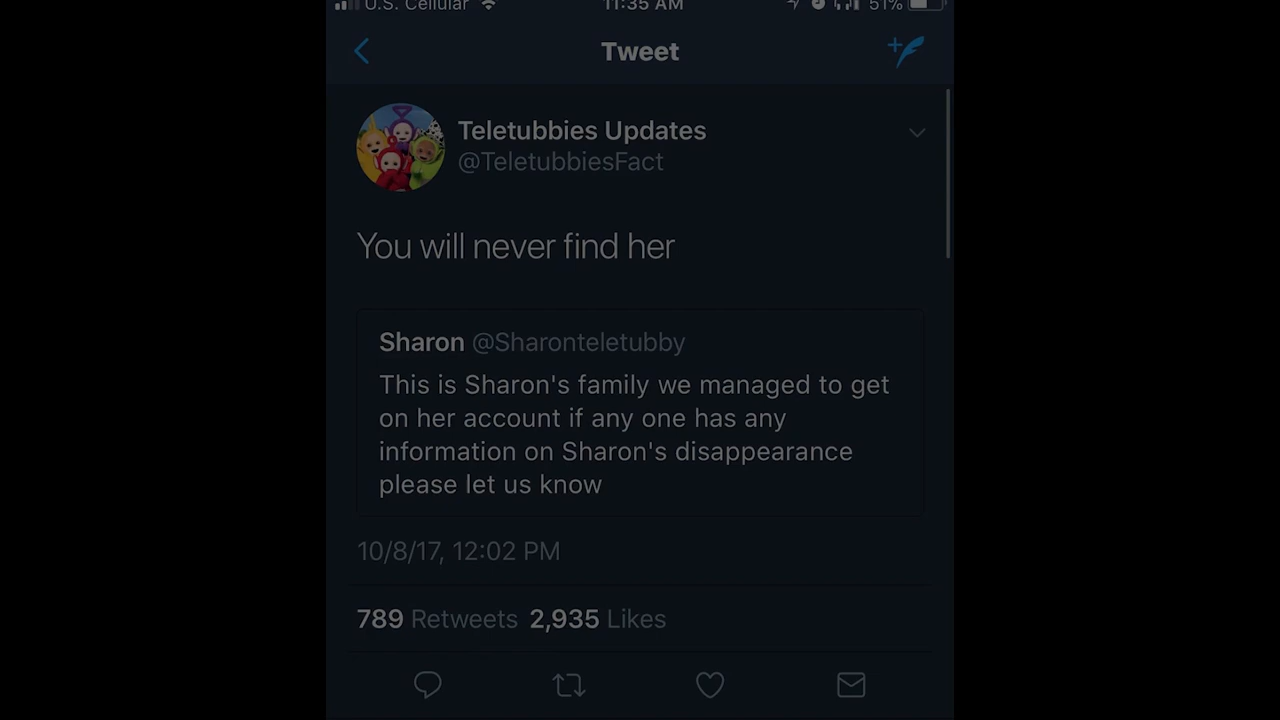 U.S. Cellular 11:35 AM 51%
Tweet
Teletubbies Updates
@TeletubbiesFact
You will never find her
Sharon @Sharonteletubby
This is Sharon's family we managed to get
on her account if any one has any
information on Sharon's disappearance
please let us know
10/8/17, 12:02 PM
789 Retweets 2,935 Likes